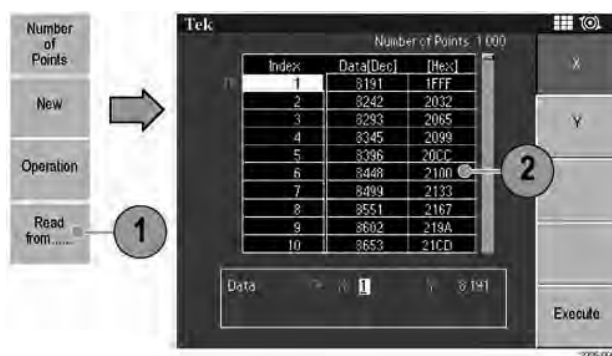 Number
of
Points
New
Operation
Read
from......
1
Tek
Number of Points 1 000
Index Data[Dec] [Hex]
1 8191 1FFF
2 8242 2032
3 8293 2065
4 8345 2099
5 8396 20CC
6 8448 2100
7 8499 2133
8 8551 2167
9 8602 219A
10 8653 21CD
2
Data X 1 Y 8 191
X
Y
Execute